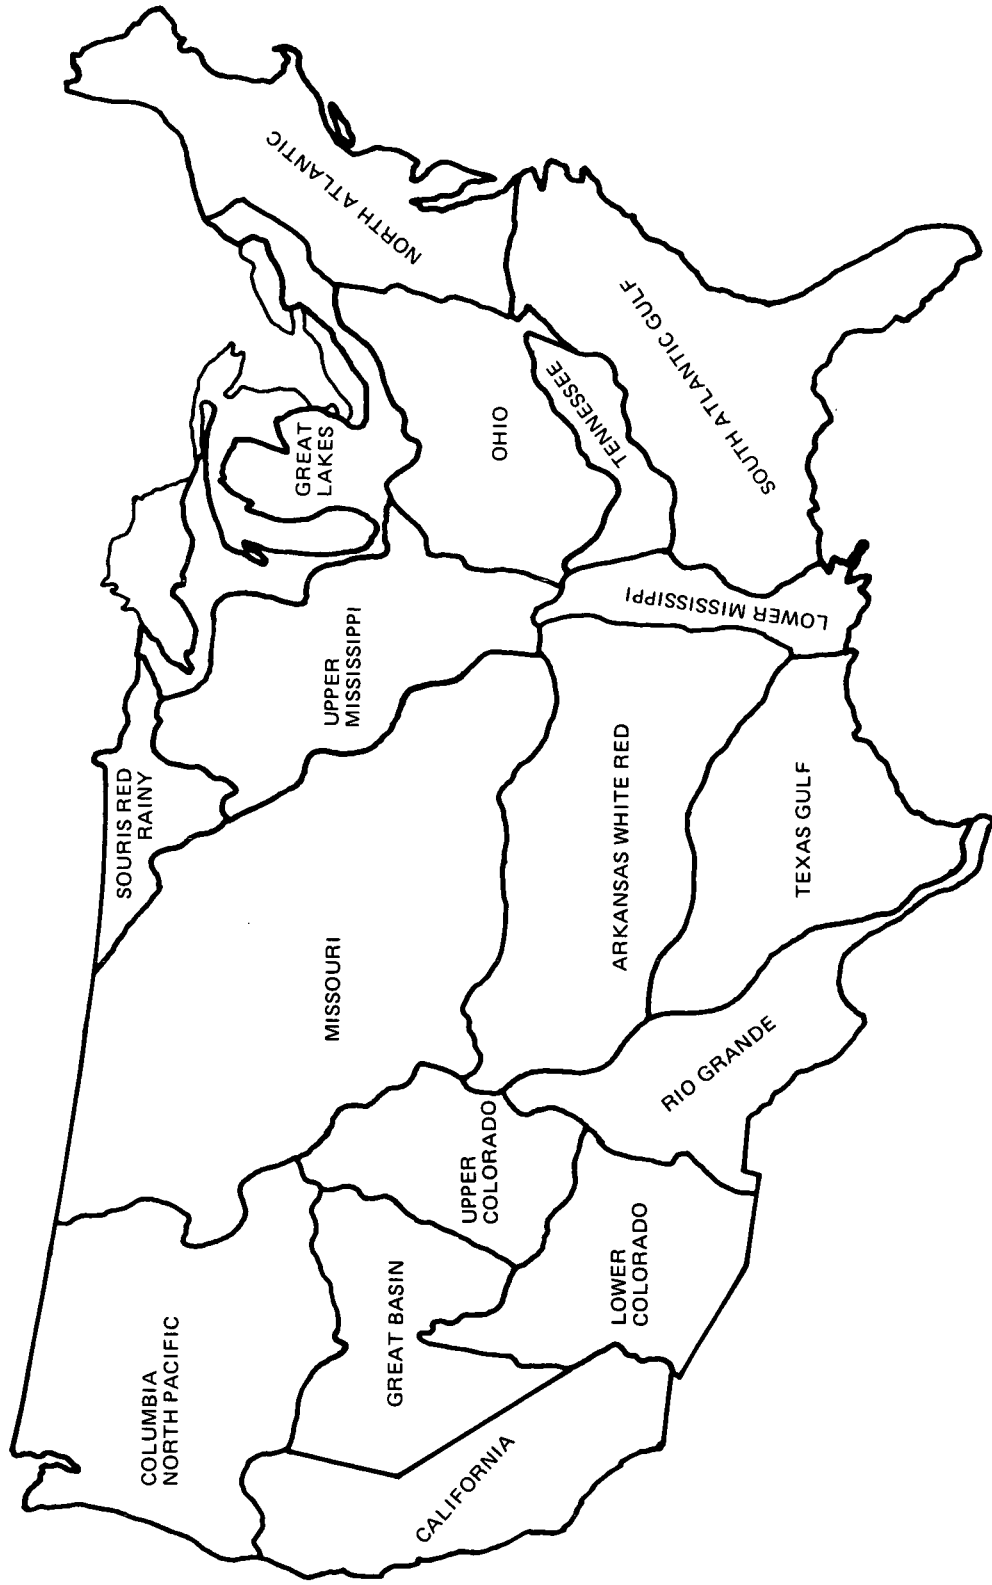 COLUMBIA
NORTH PACIFIC
CALIFORNIA
GREAT BASIN
LOWER
COLORADO
UPPER
COLORADO
RIO GRANDE
MISSOURI
ARKANSAS WHITE RED
TEXAS GULF
SOURIS RED
RAINY
UPPER
MISSISSIPPI
LOWER MISSISSIPPI
GREAT
LAKES
OHIO
TENNESSEE
SOUTH ATLANTIC GULF
NORTH ATLANTIC